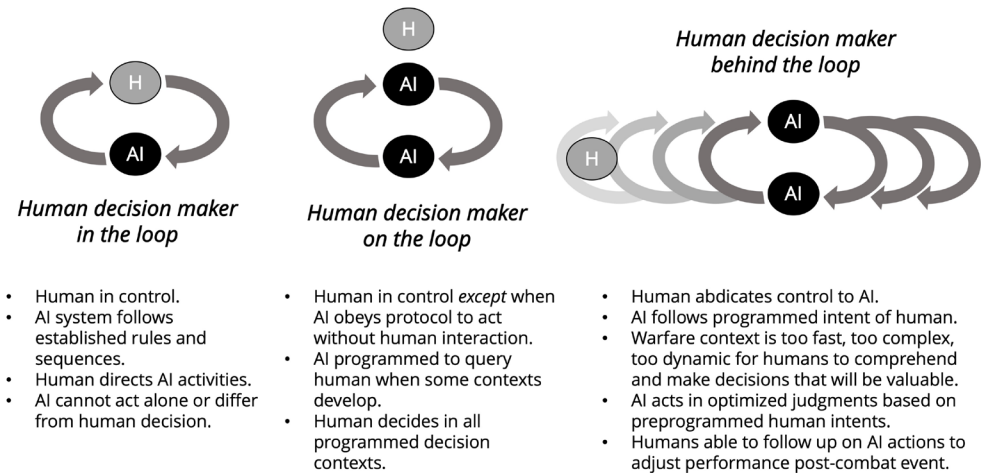 H
AI
Human decision maker
in the loop
• Human in control.
• AI system follows
established rules and
sequences.
• Human directs AI activities.
• AI cannot act alone or differ
from human decision.
H
AI
AI
Human decision maker
on the loop
• Human in control except when
AI obeys protocol to act
without human interaction.
• AI programmed to query
human when some contexts
develop.
• Human decides in all
programmed decision
contexts.
Human decision maker
behind the loop
H
AI
AI
• Human abdicates control to AI.
• AI follows programmed intent of human.
• Warfare context is too fast, too complex,
too dynamic for humans to comprehend
and make decisions that will be valuable.
• AI acts in optimized judgments based on
preprogrammed human intents.
• Humans able to follow up on AI actions to
adjust performance post-combat event.